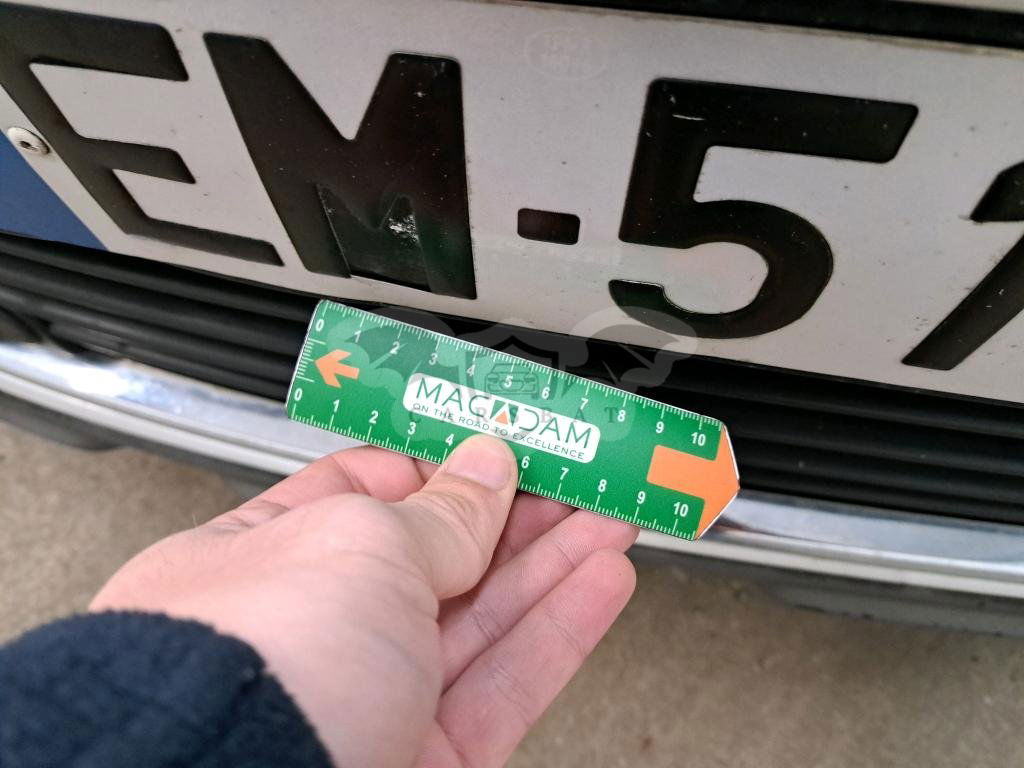 EM-5
0 1 2 3 4 5 6 7 8 9 10
MACADAM
ON THE ROAD TO EXCELLENCE
CARSBAT
0 1 2 3 4 6 7 8 9 10